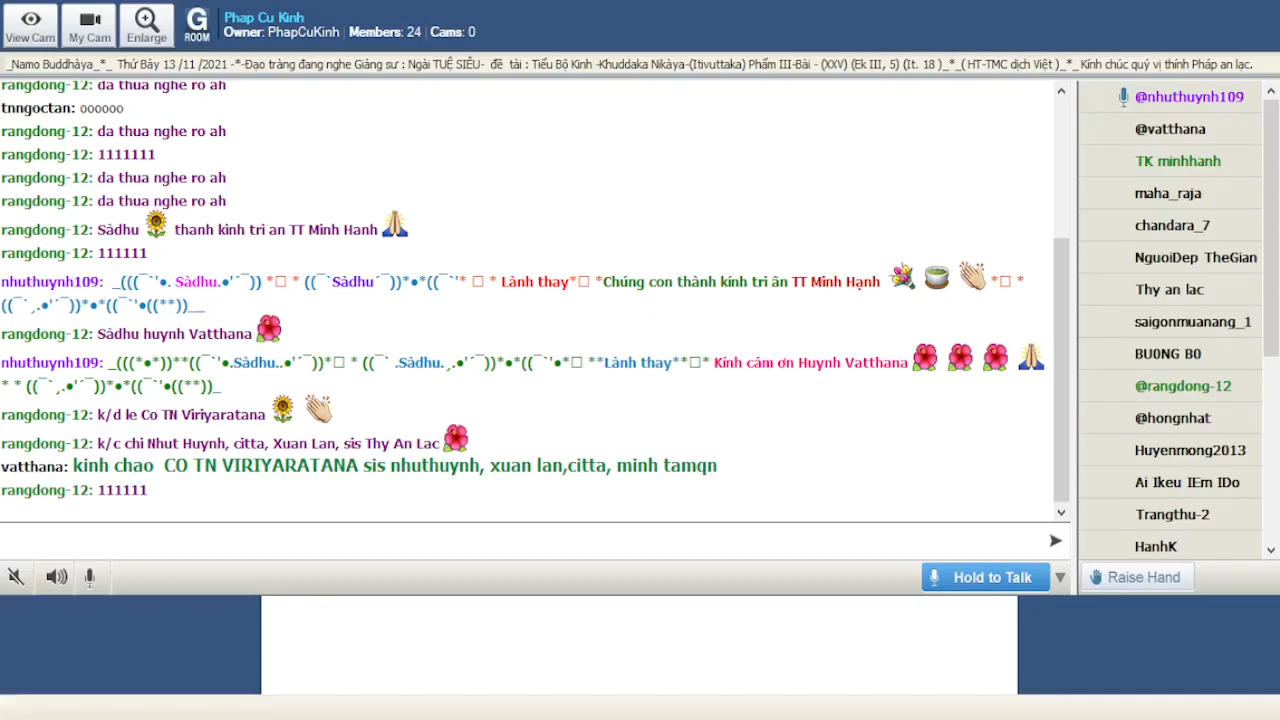 View Cam
My Cam
Enlarge
G
ROOM
Phap Cu Kinh
Owner: PhapCuKinh | Members: 24 | Cams: 0
_Namo Buddhàya_*_ Thứ Bảy 13 /11 /2021 -*-Đạo tràng đang nghe Giảng sư : Ngài TUỆ SIÊU- đề tài : Tiểu Bộ Kinh -Khuddaka Nikàya-(Itivuttaka) Phẩm III-Bài - (XXV) (Ek III, 5) (It. 18 )_*_( HT-TMC dịch Việt )_*_Kính chúc quý vị thính Pháp an lạc.
rangdong-12: da thua nghe ro ah
tnngoctan: oooooo
rangdong-12: da thua nghe ro ah
rangdong-12: 1111111
rangdong-12: da thua nghe ro ah
rangdong-12: da thua nghe ro ah
rangdong-12: Sàdhu thanh kinh tri an TT Minh Hanh
rangdong-12: 111111
nhuthuynh109: _(((¯`'•. Sàdhu.•'´¯)) *☐ * ((¯`Sàdhu´¯))*•*((¯`'* ☐ * Lành thay*☐ *Chúng con thành kính tri ân TT Minh Hạnh *☐ *
((¯`¸.•'´¯))*•*((¯`'•((**))__
rangdong-12: Sàdhu huynh Vatthana
nhuthuynh109: _(((*•*))**((¯`'•.Sàdhu..•'´¯))*☐ * ((¯` .Sàdhu.¸.•'´¯))*•*((¯`'•*☐ **Lành thay**☐* Kính cám ơn Huynh Vatthana
* * ((¯`¸.•'´¯))*•*((¯`'•((**))_
rangdong-12: k/d le Co TN Viriyaratana
rangdong-12: k/c chi Nhut Huynh, citta, Xuan Lan, sis Thy An Lac
vatthana: kinh chao CO TN VIRIYARATANA sis nhuthuynh, xuan lan,citta, minh tamqn
rangdong-12: 111111
Hold to Talk
@nhuthuynh109
@vatthana
TK minhhanh
maha_raja
chandara_7
NguoiDep TheGian
Thy an lac
saigonmuanang_1
BU0NG B0
@rangdong-12
@hongnhat
Huyenmong2013
Ai Ikeu IEm IDo
Trangthu-2
HanhK
Raise Hand